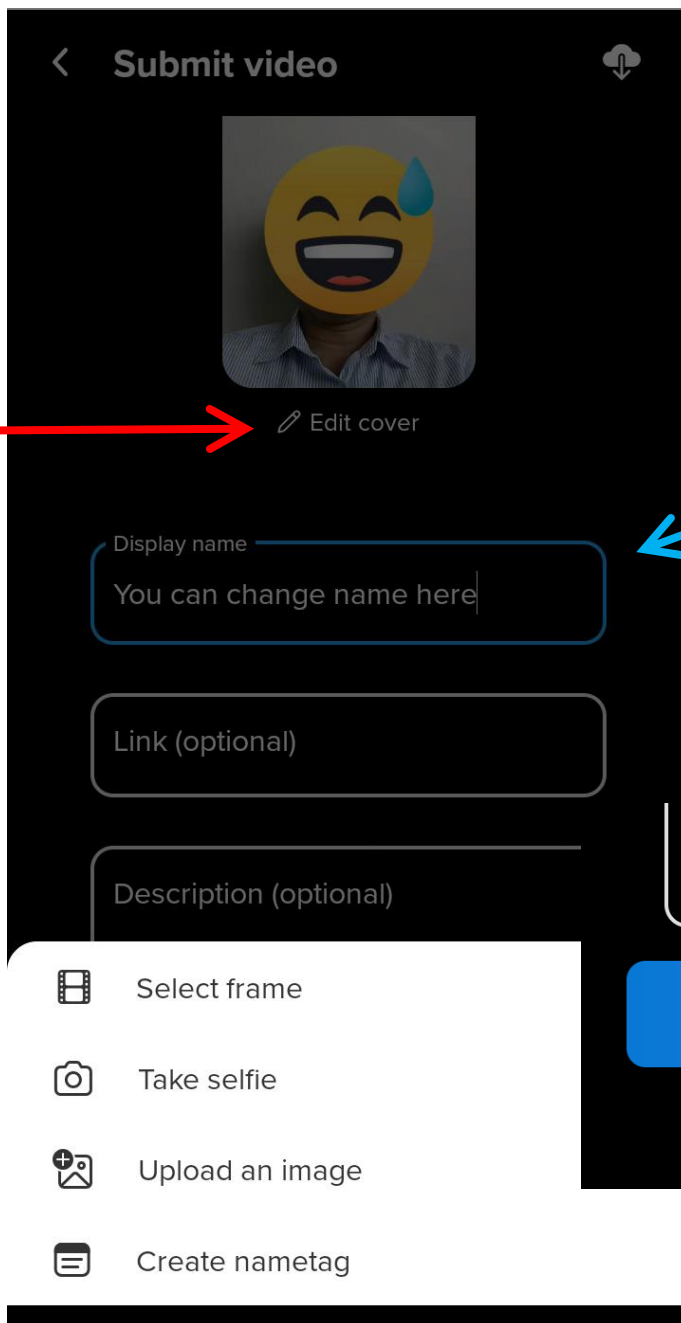 Submit video
Edit cover
Display name
You can change name here
Link (optional)
Description (optional)
Select frame
Take selfie
Upload an image
Create nametag